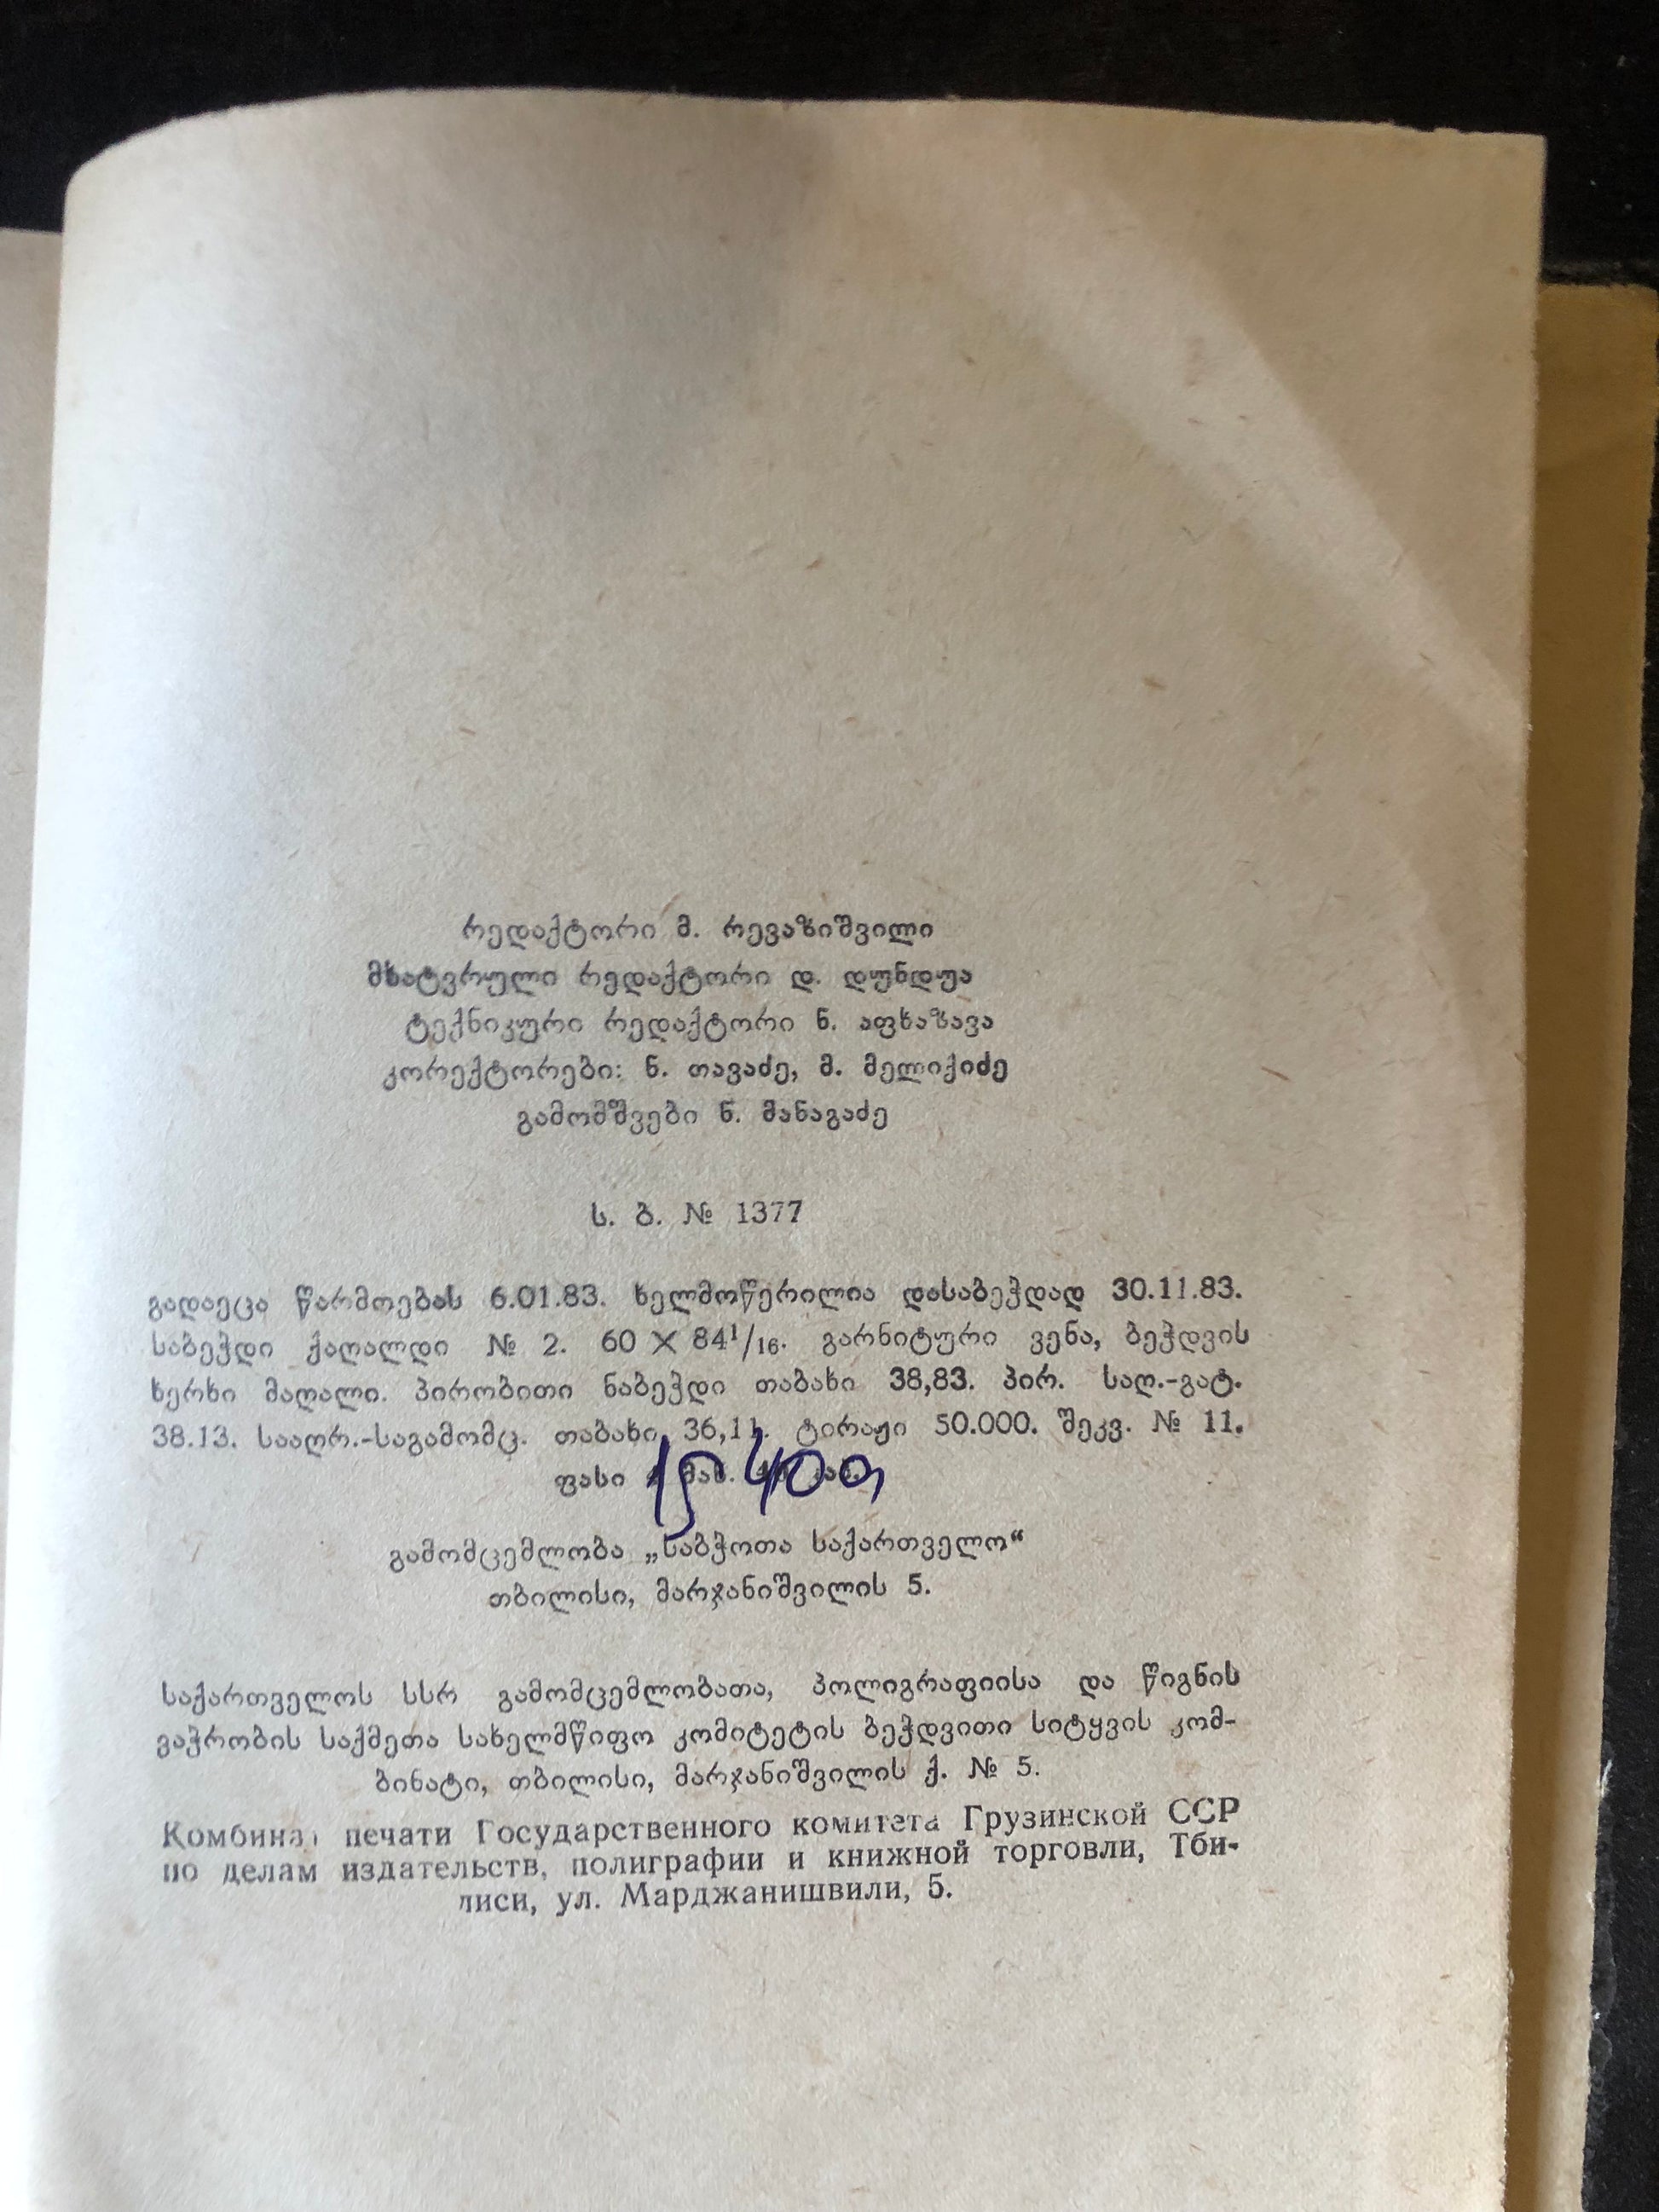 რედაქტორი მ. რევაზიშვილი
მხატვრული რედაქტორი დ. დუნდუა
ტექნიკური რედაქტორი ნ. აფხაზავა
კორექტორები: ნ. თავაძე, მ. მელიქიძე
გამომშვები ნ. მანაგაძე
ს. ბ. № 1377
გადაეცა წარმოებას 6.01.83. ხელმოწერილია დასაბეჭდად 30.11.83.
საბეჭდი ქაღალდი № 2. 60 X 84¹/₁₆. გარნიტური ვენა, ბეჭდვის
ხერხი მაღალი. პირობითი ნაბეჭდი თაბახი 38,83. პირ. საღ.-გატ.
38.13. სააღრ.-საგამომც. თაბახი 36,11. ტირაჟი 50.000. შეკვ. № 11.
ფასი
გამომცემლობა „საბჭოთა საქართველო“
თბილისი, მარჯანიშვილის 5.
საქართველოს სსრ გამომცემლობათა, პოლიგრაფიისა და წიგნის
ვაჭრობის საქმეთა სახელმწიფო კომიტეტის ბეჭდვითი სიტყვის კომ-
ბინატი, თბილისი, მარჯანიშვილის ქ. № 5.
Комбинат печати Государственного комитета Грузинской ССР
по делам издательств, полиграфии и книжной торговли, Тби-
лиси, ул. Марджанишвили, 5.